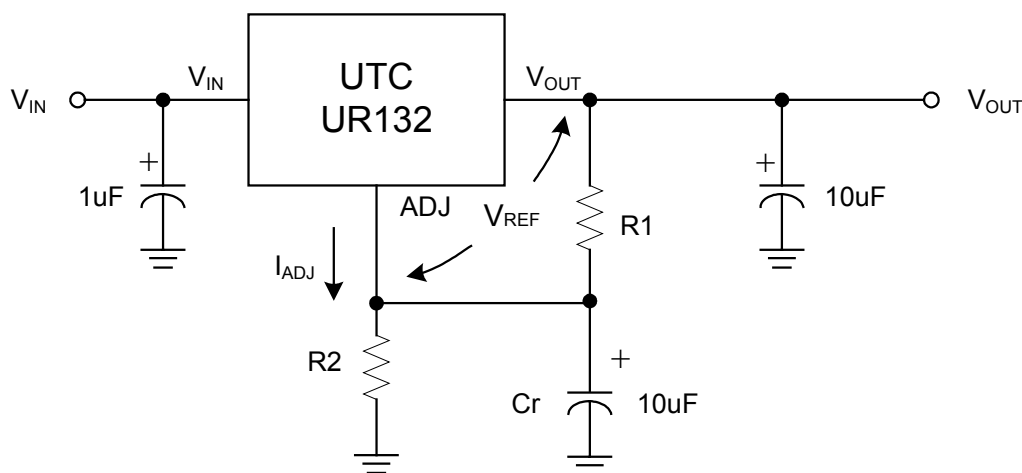 UTC
UR132
VIN
VIN
VOUT
VOUT
+
1uF
ADJ
VREF
R1
+
10uF
IADJ
R2
+
Cr
10uF